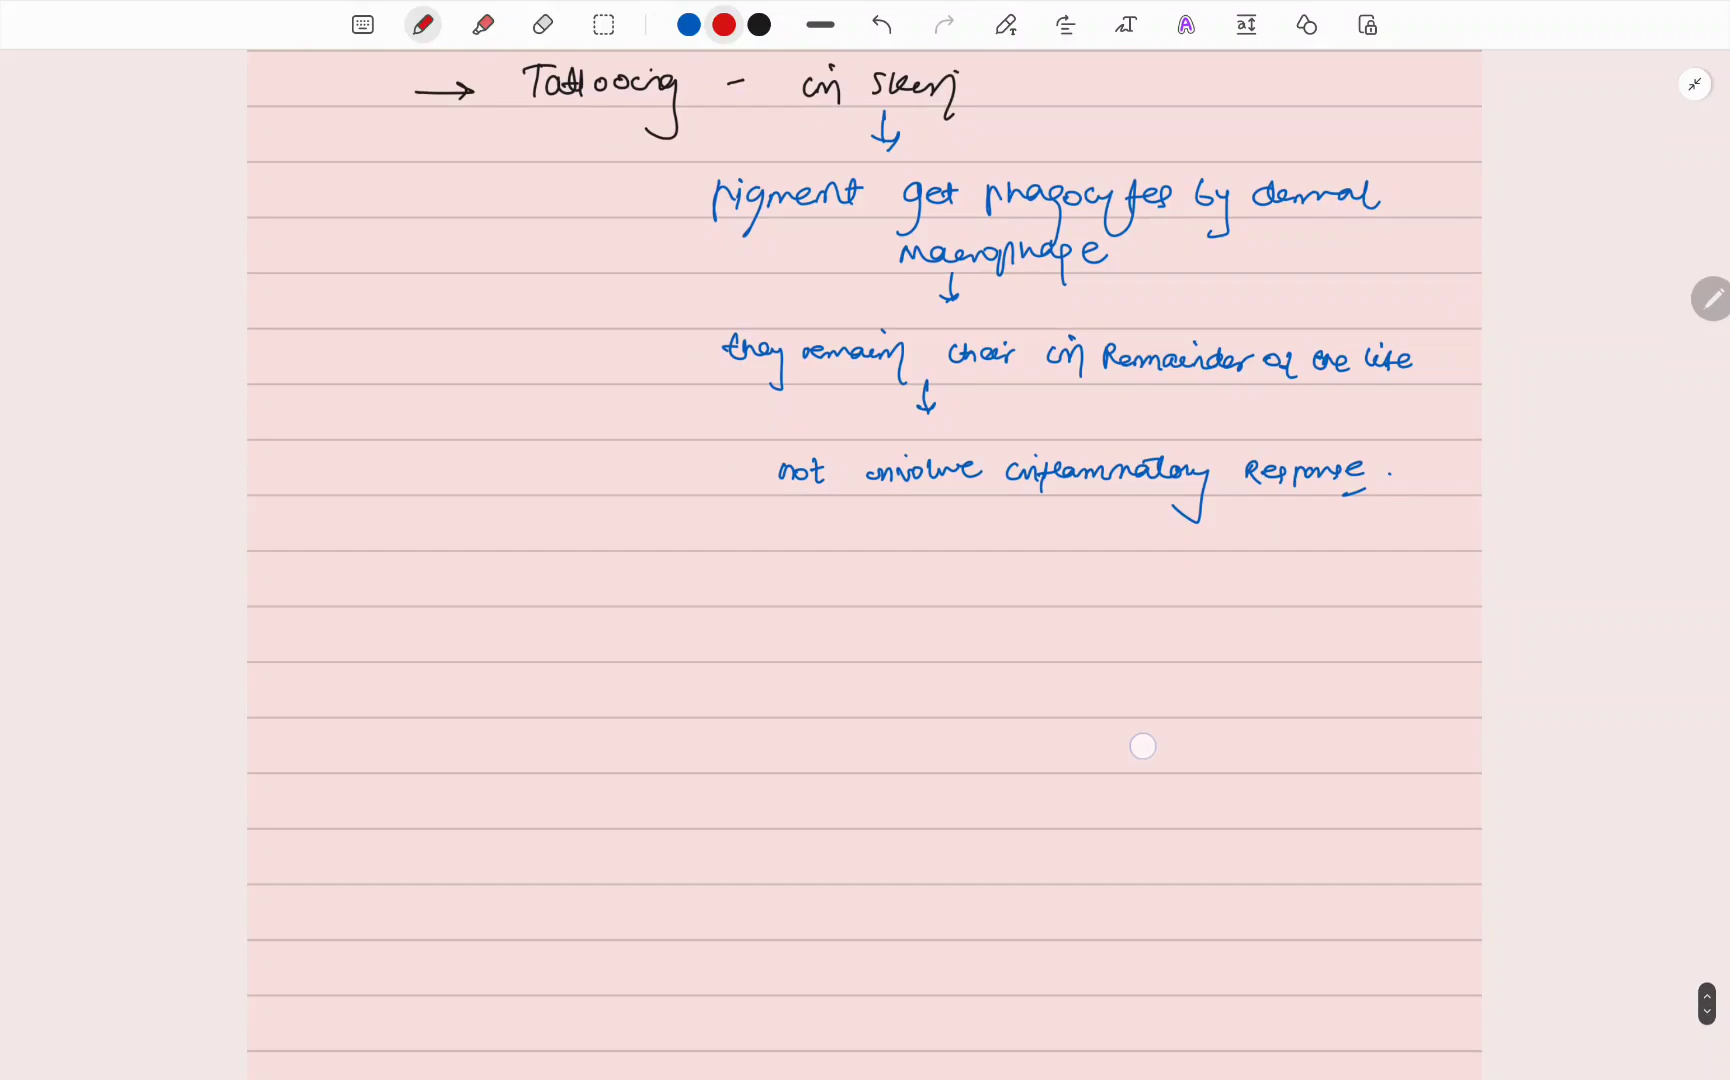 → Tattooing - in skin
↓
pigment get phagocytes by dermal
macrophage
↓
they remain their in Remainder of the life
↓
not involve inflammatory Response.